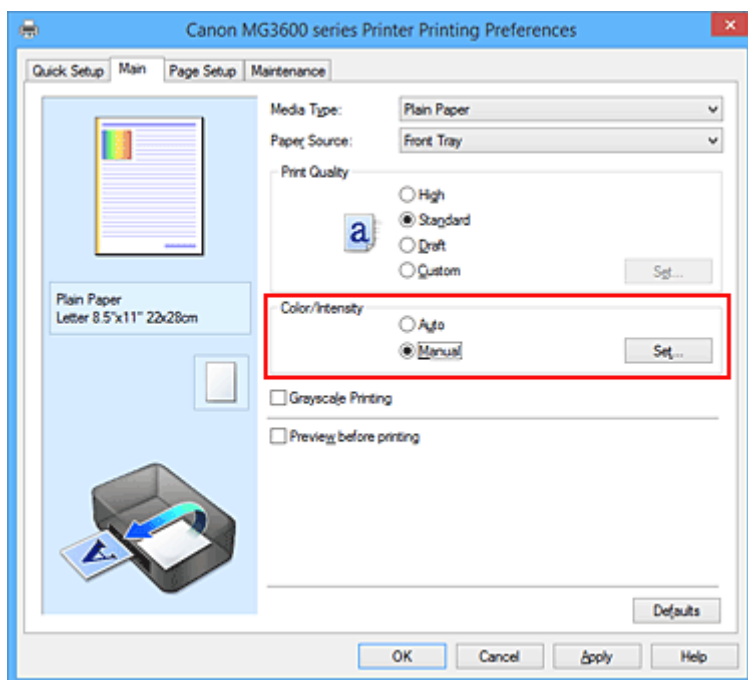 Canon MG3600 series Printer Printing Preferences
Quick Setup Main Page Setup Maintenance
Media Type: Plain Paper
Paper Source: Front Tray
Print Quality
High
a Standard
Draft
Custom Set...
Plain Paper
Letter 8.5"x11" 22x28cm
Color/Intensity
Auto
Manual Set...
Grayscale Printing
Preview before printing
A
Defaults
OK Cancel Apply Help